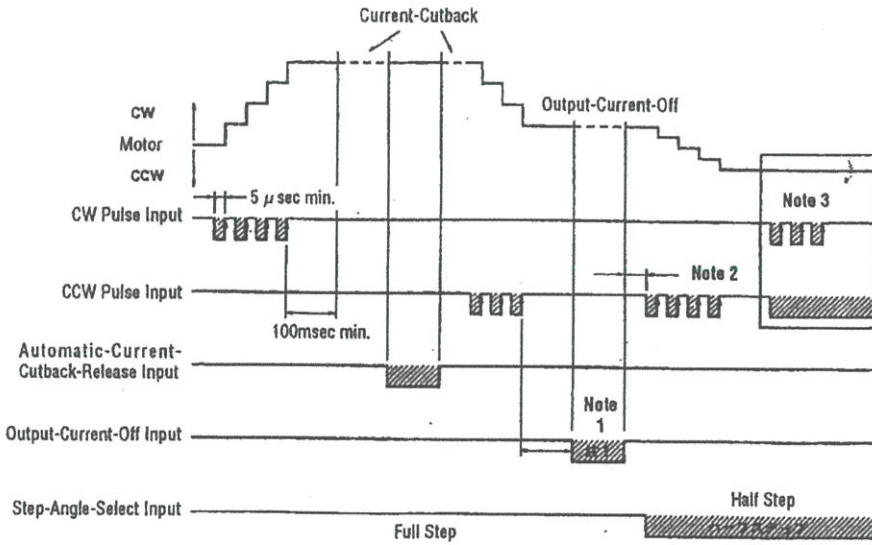 Current-Cutback
Output-Current-Off
CW
Motor
CCW
5 μ sec min.
Note 3
CW Pulse Input
Note 2
CCW Pulse Input
100msec min.
Automatic-Current-
Cutback-Release Input
Note
1
Output-Current-Off Input
Half Step
Step-Angle-Select Input
Full Step